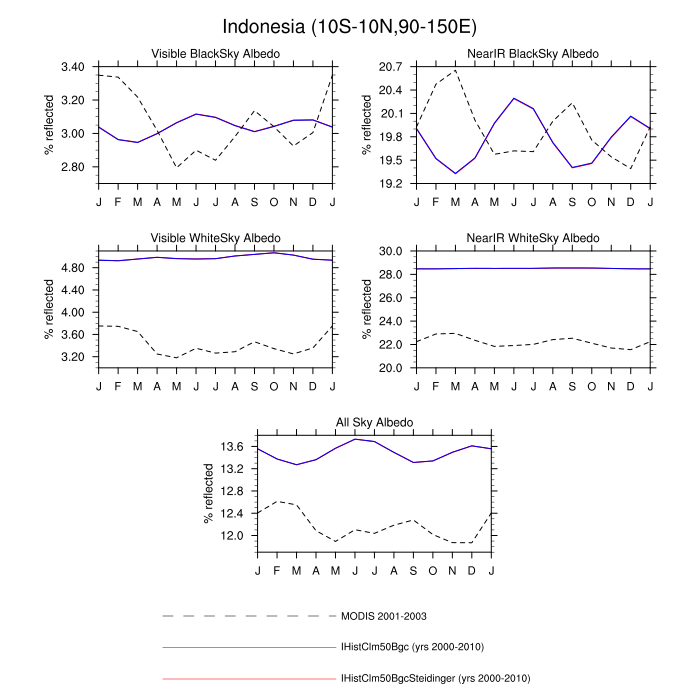 Indonesia (10S-10N,90-150E)
Visible BlackSky Albedo
% reflected
3.40
3.20
3.00
2.80
J F M A M J J A S O N D J
NearIR BlackSky Albedo
% reflected
20.7
20.4
20.1
19.8
19.5
19.2
J F M A M J J A S O N D J
Visible WhiteSky Albedo
% reflected
4.80
4.40
4.00
3.60
3.20
J F M A M J J A S O N D J
NearIR WhiteSky Albedo
% reflected
30.0
28.0
26.0
24.0
22.0
20.0
J F M A M J J A S O N D J
All Sky Albedo
% reflected
13.6
13.2
12.8
12.4
12.0
J F M A M J J A S O N D J
MODIS 2001-2003
IHistClm50Bgc (yrs 2000-2010)
IHistClm50BgcSteidinger (yrs 2000-2010)